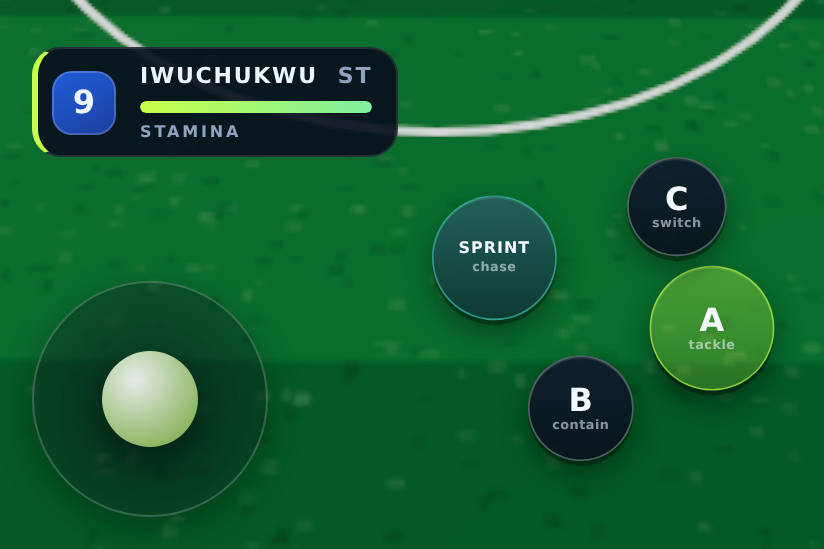 9
IWUCHUKWU ST
STAMINA
C
switch
SPRINT
chase
A
tackle
B
contain